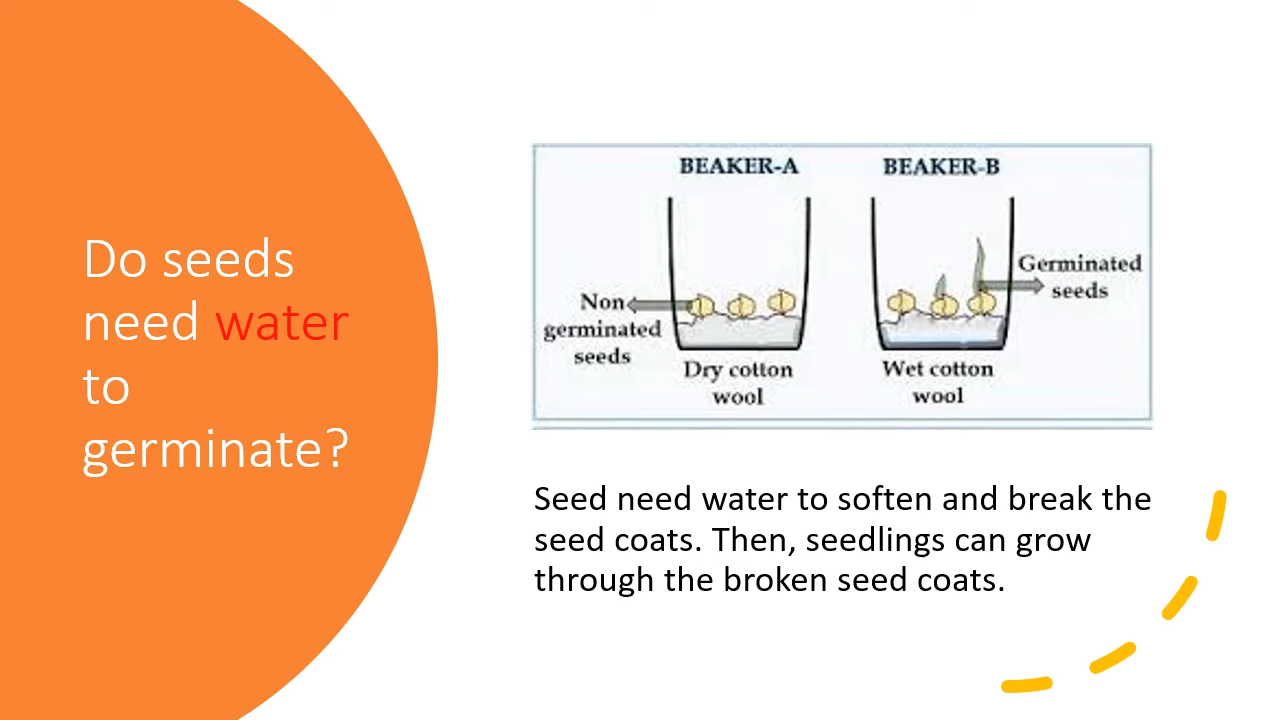 Do seeds
need water
to
germinate?
BEAKER-A
BEAKER-B
Non
germinated
seeds
Germinated
seeds
Dry cotton
wool
Wet cotton
wool
Seed need water to soften and break the
seed coats. Then, seedlings can grow
through the broken seed coats.